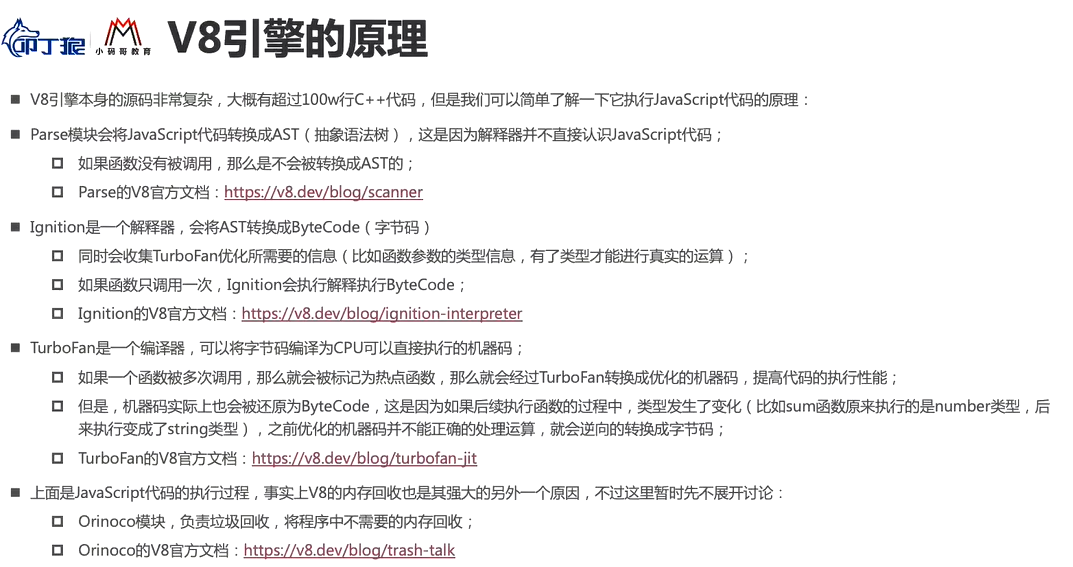 叩丁狼
小码哥教育
V8引擎的原理
V8引擎本身的源码非常复杂，大概有超过100w行C++代码，但是我们可以简单了解一下它执行JavaScript代码的原理：
Parse模块会将JavaScript代码转换成AST（抽象语法树），这是因为解释器并不直接认识JavaScript代码；
如果函数没有被调用，那么是不会被转换成AST的；
Parse的V8官方文档：https://v8.dev/blog/scanner
Ignition是一个解释器，会将AST转换成ByteCode（字节码）
同时会收集TurboFan优化所需要的信息（比如函数参数的类型信息，有了类型才能进行真实的运算）；
如果函数只调用一次，Ignition会执行解释执行ByteCode；
Ignition的V8官方文档：https://v8.dev/blog/ignition-interpreter
TurboFan是一个编译器，可以将字节码编译为CPU可以直接执行的机器码；
如果一个函数被多次调用，那么就会被标记为热点函数，那么就会经过TurboFan转换成优化的机器码，提高代码的执行性能；
但是，机器码实际上也会被还原为ByteCode，这是因为如果后续执行函数的过程中，类型发生了变化（比如sum函数原来执行的是number类型，后
来执行变成了string类型），之前优化的机器码并不能正确的处理运算，就会逆向的转换成字节码；
TurboFan的V8官方文档：https://v8.dev/blog/turbofan-jit
上面是JavaScript代码的执行过程，事实上V8的内存回收也是其强大的另外一个原因，不过这里暂时先不展开讨论：
Orinoco模块，负责垃圾回收，将程序中不需要的内存回收；
Orinoco的V8官方文档：https://v8.dev/blog/trash-talk